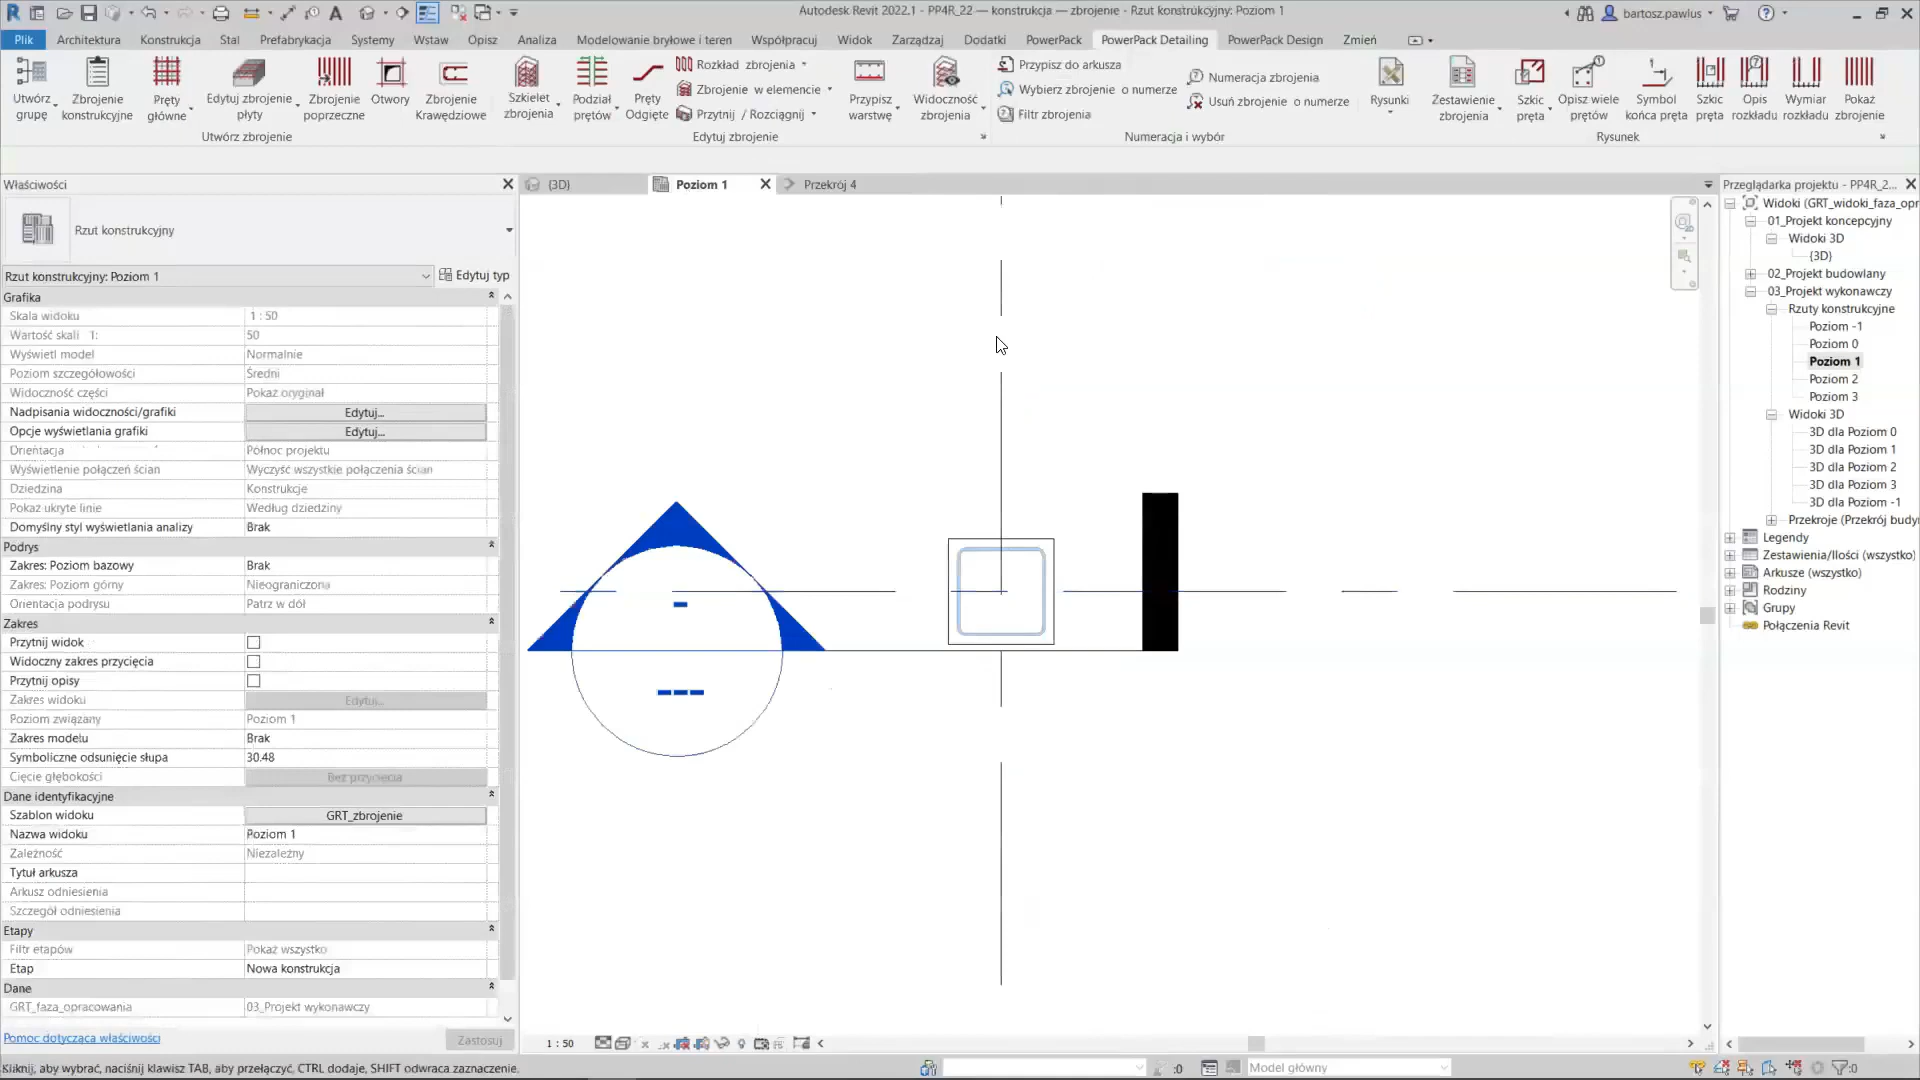 Autodesk Revit 2022.1 - PP4R_22 — konstrukcja — zbrojenie - Rzut konstrukcyjny: Poziom 1
bartosz.pawlus
Plik Architektura Konstrukcja Stal Prefabrykacja Systemy Wstaw Opisz Analiza Modelowanie bryłowe i teren Współpracuj Widok Zarządzaj Dodatki PowerPack PowerPack Detailing PowerPack Design Zmień
Utwórz grupę
Zbrojenie konstrukcyjne
Pręty główne
Edytuj zbrojenie płyty
Zbrojenie poprzeczne
Otwory
Zbrojenie Krawędziowe
Utwórz zbrojenie
Szkielet zbrojenia
Podział prętów
Pręty Odgięte
Rozkład zbrojenia
Zbrojenie w elemencie
Przytnij / Rozciągnij
Przypisz warstwę
Widoczność zbrojenia
Edytuj zbrojenie
Przypisz do arkusza
Wybierz zbrojenie o numerze
Filtr zbrojenia
Numeracja zbrojenia
Usuń zbrojenie o numerze
Numeracja i wybór
Rysunki
Zestawienie zbrojenia
Szkic pręta
Opisz wiele prętów
Symbol końca pręta
Szkic pręta
Opis rozkładu
Wymiar rozkładu
Pokaż zbrojenie
Rysunek
Właściwości
Rzut konstrukcyjny
Rzut konstrukcyjny: Poziom 1
Edytuj typ
Grafika
Skala widoku 1 : 50
Wartość skali 1: 50
Wyświetl model Normalnie
Poziom szczegółowości Średni
Widoczność części Pokaż oryginał
Nadpisania widoczności/grafiki Edytuj...
Opcje wyświetlania grafiki Edytuj...
Orientacja Północ projektu
Wyświetlenie połączeń ścian Wyczyść wszystkie połączenia ścian
Dziedzina Konstrukcje
Pokaż ukryte linie Według dziedziny
Domyślny styl wyświetlania analizy Brak
Podrys
Zakres: Poziom bazowy Brak
Zakres: Poziom górny Nieograniczona
Orientacja podrysu Patrz w dół
Zakres
Przytnij widok
Widoczny zakres przycięcia
Przytnij opisy
Zakres widoku Edytuj...
Poziom związany Poziom 1
Zakres modelu Brak
Symboliczne odsunięcie słupa 30.48
Cięcie głębokości Bez przycięcia
Dane identyfikacyjne
Szablon widoku GRT_zbrojenie
Nazwa widoku Poziom 1
Zależność Niezależny
Tytuł arkusza
Arkusz odniesienia
Szczegół odniesienia
Etapy
Filtr etapów Pokaż wszystko
Etap Nowa konstrukcja
Dane
GRT_faza_opracowania 03_Projekt wykonawczy
Pomoc dotycząca właściwości
Zastosuj
{3D}
Poziom 1
Przekrój 4
Przeglądarka projektu - PP4R_2...
Widoki (GRT_widoki_faza_opr
01_Projekt koncepcyjny
Widoki 3D
{3D}
02_Projekt budowlany
03_Projekt wykonawczy
Rzuty konstrukcyjne
Poziom -1
Poziom 0
Poziom 1
Poziom 2
Poziom 3
Widoki 3D
3D dla Poziom 0
3D dla Poziom 1
3D dla Poziom 2
3D dla Poziom 3
3D dla Poziom -1
Przekroje (Przekrój budy
Legendy
Zestawienia/Ilości (wszystko)
Arkusze (wszystko)
Rodziny
Grupy
Połączenia Revit
1 : 50
Kliknij, aby wybrać, naciśnij klawisz TAB, aby przełączyć, CTRL dodaje, SHIFT odwraca zaznaczenie.
:0
Model główny
:0